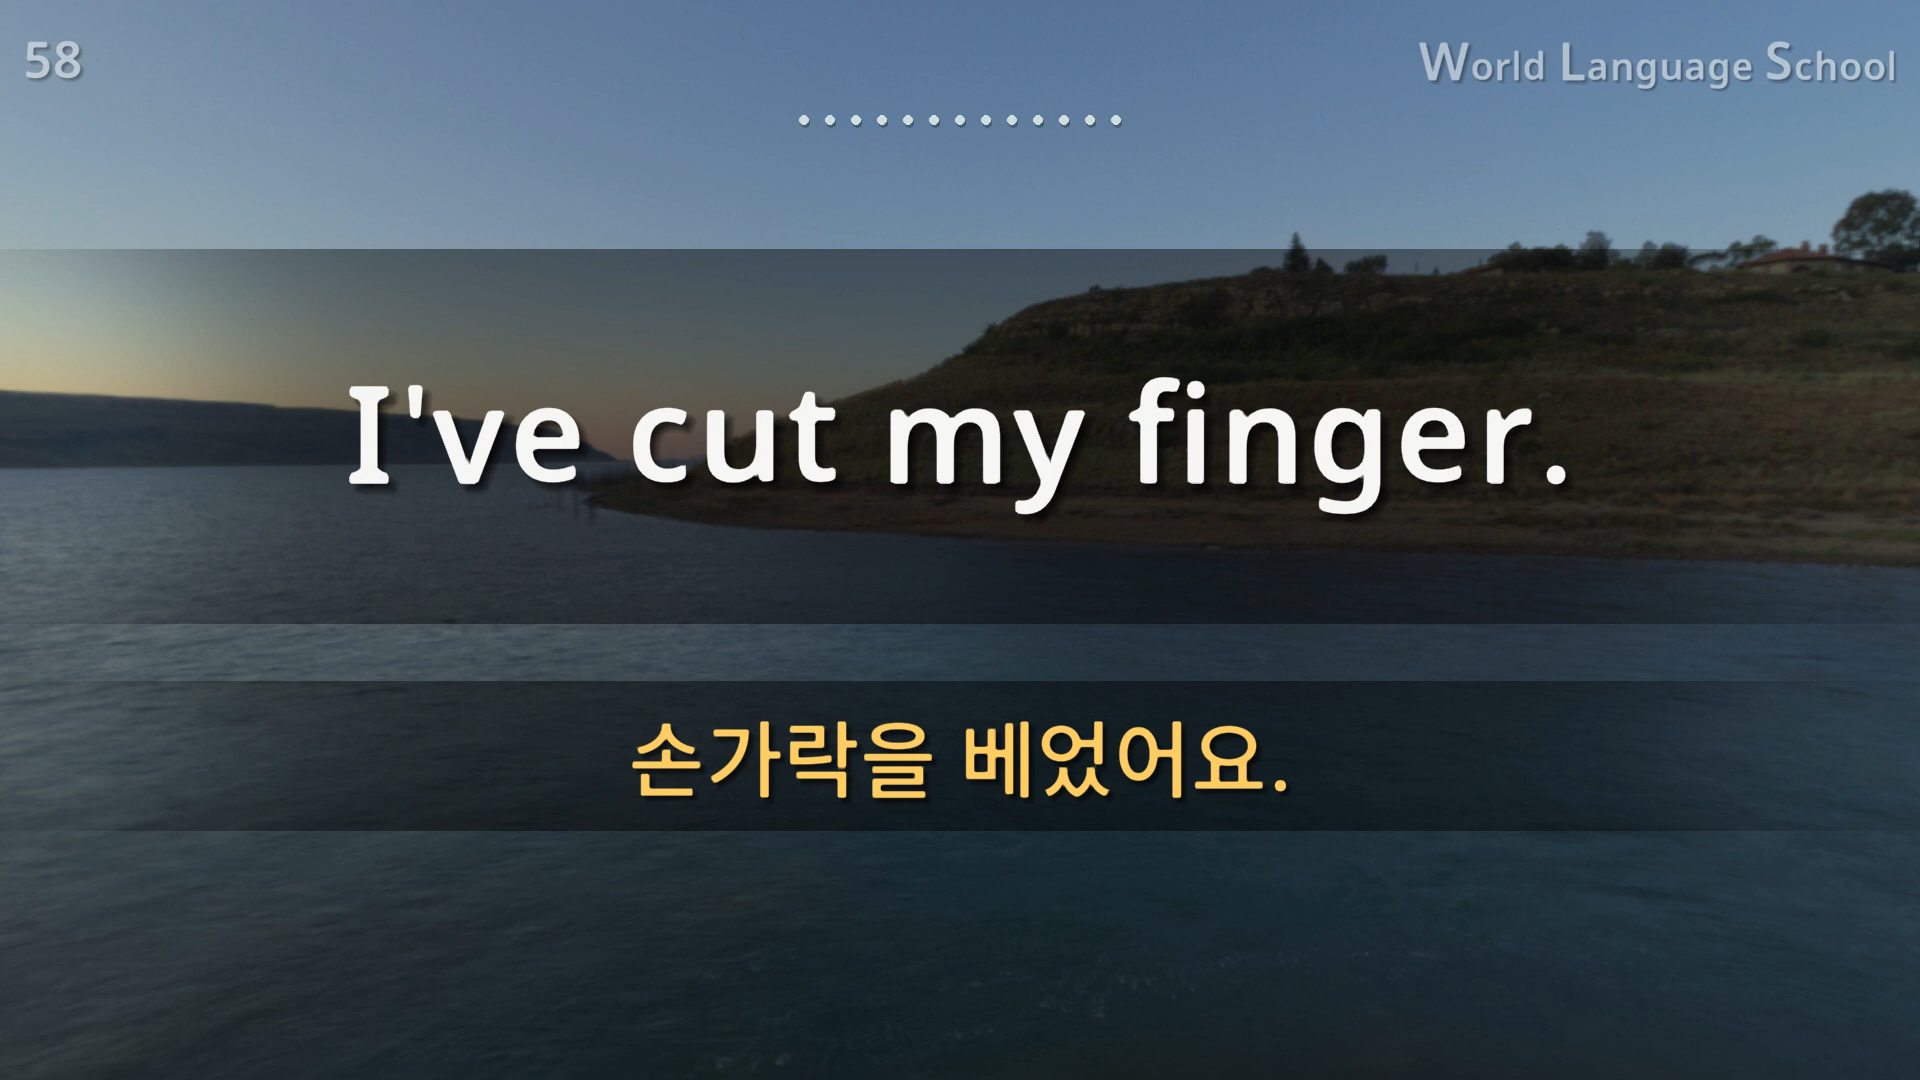 58
World Language School
I've cut my finger.
손가락을 베었어요.